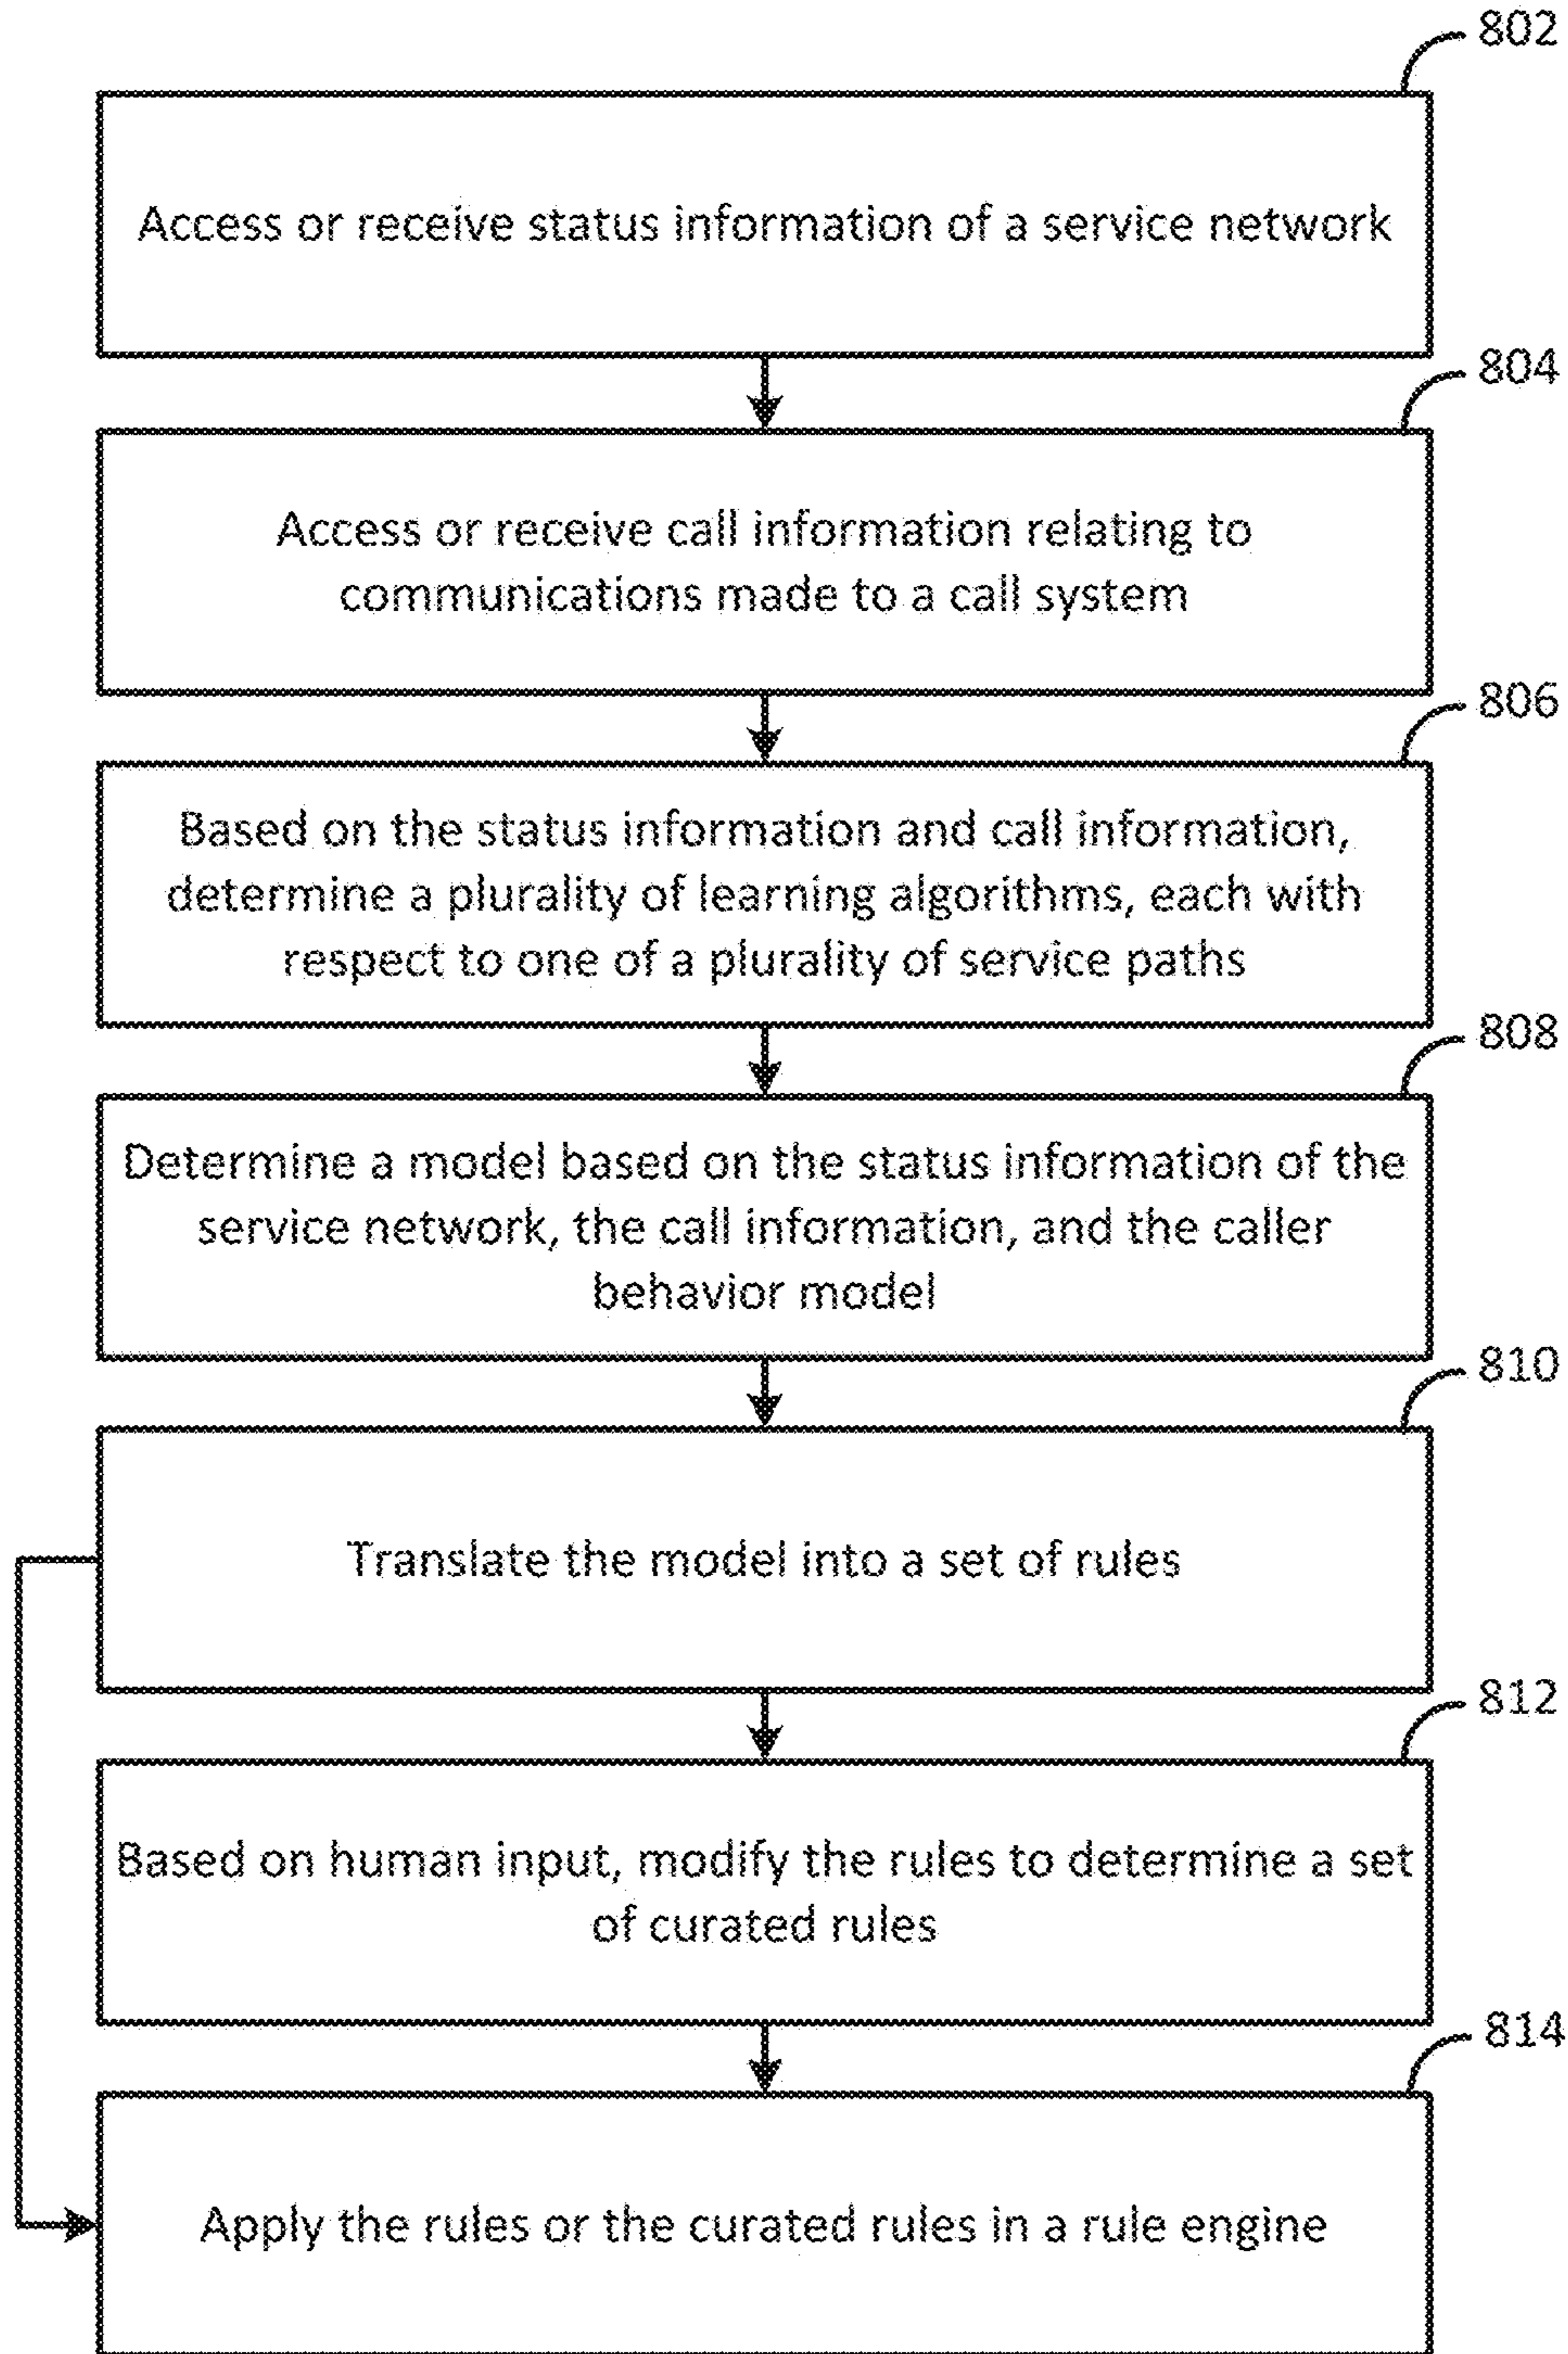 802
Access or receive status information of a service network
804
Access or receive call information relating to
communications made to a call system
806
Based on the status information and call information,
determine a plurality of learning algorithms, each with
respect to one of a plurality of service paths
808
Determine a model based on the status information of the
service network, the call information, and the caller
behavior model
810
Translate the model into a set of rules
812
Based on human input, modify the rules to determine a set
of curated rules
814
Apply the rules or the curated rules in a rule engine